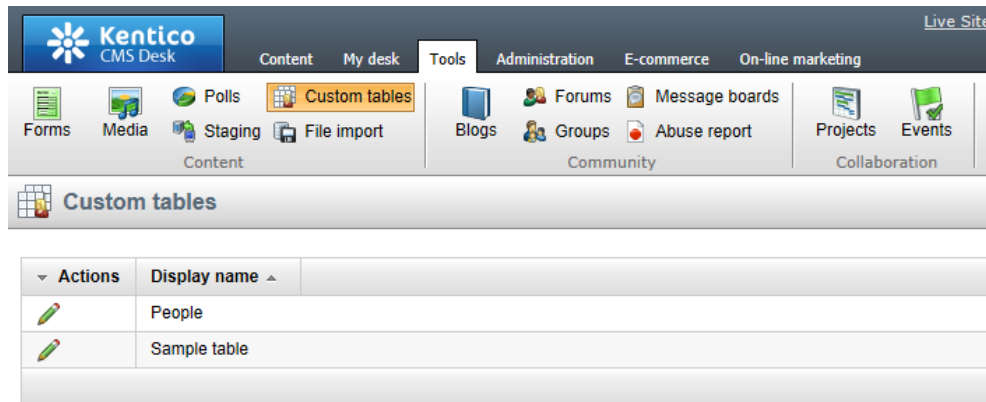 Live Site
Kentico
CMS Desk
Content My desk Tools Administration E-commerce On-line marketing
Polls Custom tables Forums Message boards
Forms Media Staging File import Blogs Groups Abuse report Projects Events
Content Community Collaboration
Custom tables
Actions Display name
People
Sample table